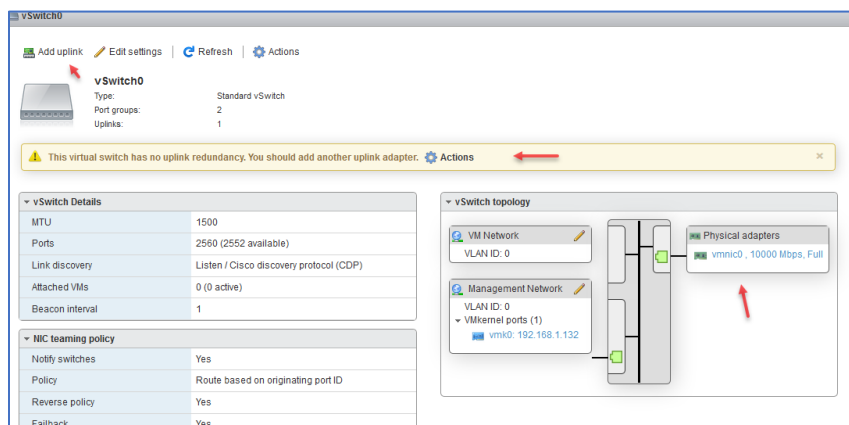 vSwitch0
Add uplink Edit settings Refresh Actions
vSwitch0
Type: Standard vSwitch
Port groups: 2
Uplinks: 1
This virtual switch has no uplink redundancy. You should add another uplink adapter. Actions
vSwitch Details
MTU 1500
Ports 2560 (2552 available)
Link discovery Listen / Cisco discovery protocol (CDP)
Attached VMs 0 (0 active)
Beacon interval 1
NIC teaming policy
Notify switches Yes
Policy Route based on originating port ID
Reverse policy Yes
Failback Yes
vSwitch topology
VM Network
VLAN ID: 0
Management Network
VLAN ID: 0
VMkernel ports (1)
vmk0: 192.168.1.132
Physical adapters
vmnic0 , 10000 Mbps, Full